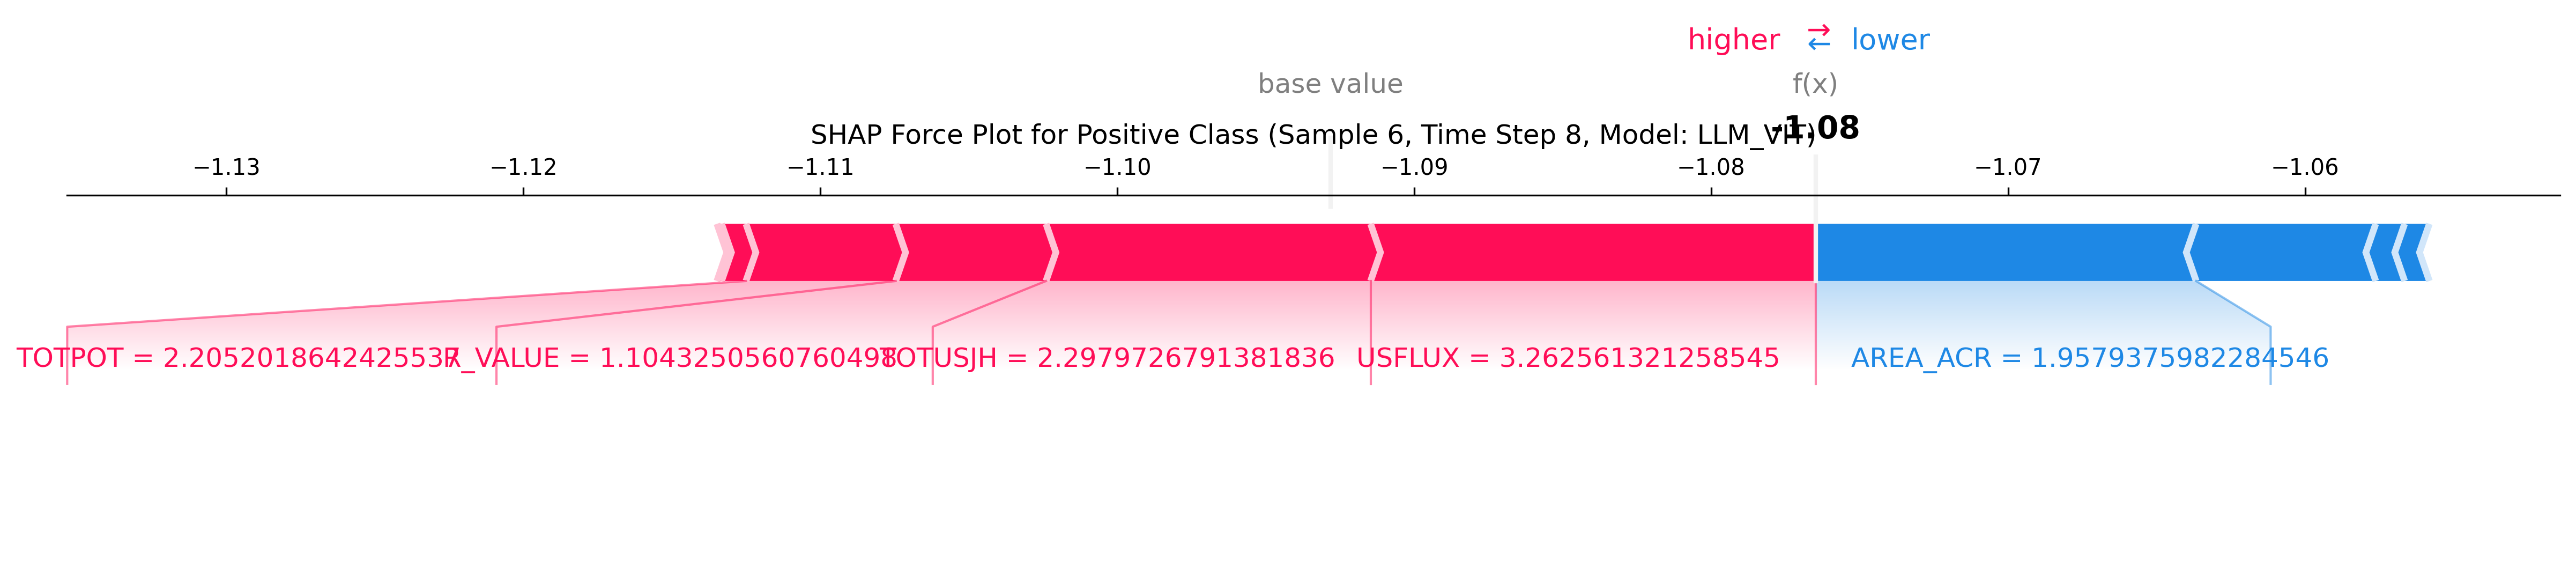 higher ⇄ lower
base value f(x)
SHAP Force Plot for Positive Class (Sample 6, Time Step 8, Model: LLM_VIT) -1.08
−1.13 −1.12 −1.11 −1.10 −1.09 −1.08 −1.07 −1.06
TOTPOT = 2.2052018642425537 R_VALUE = 1.1043250560760498 TOTUSJH = 2.2979726791381836 USFLUX = 3.262561321258545 AREA_ACR = 1.9579375982284546